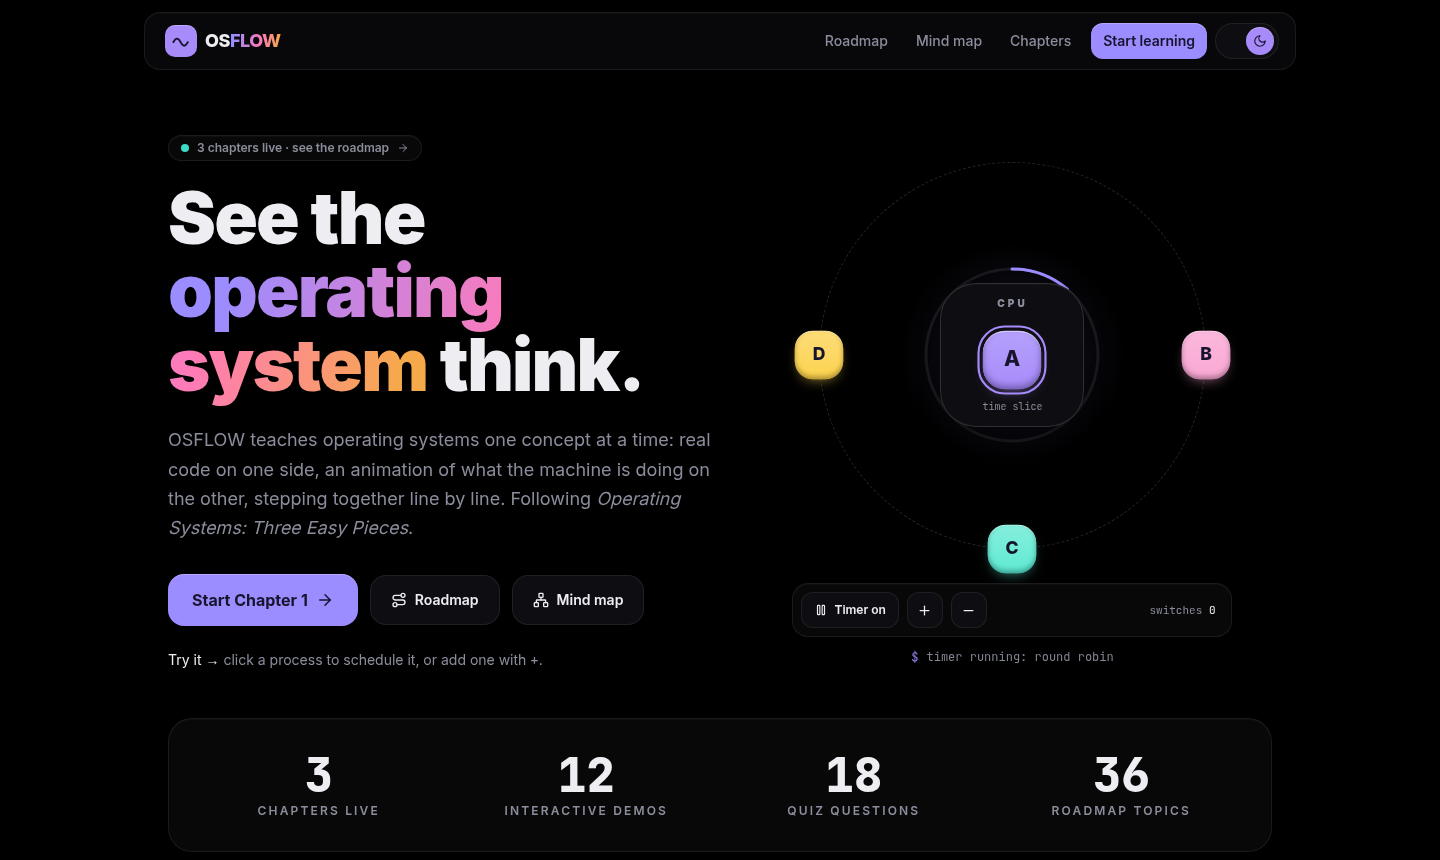 OSFLOW
Roadmap
Mind map
Chapters
Start learning
3 chapters live · see the roadmap →
See the
operating
system think.
OSFLOW teaches operating systems one concept at a time: real
code on one side, an animation of what the machine is doing on
the other, stepping together line by line. Following Operating
Systems: Three Easy Pieces.
Start Chapter 1 →
Roadmap
Mind map
Try it → click a process to schedule it, or add one with +.
CPU
A
time slice
D
B
C
Timer on
+
−
switches 0
$ timer running: round robin
3
CHAPTERS LIVE
12
INTERACTIVE DEMOS
18
QUIZ QUESTIONS
36
ROADMAP TOPICS